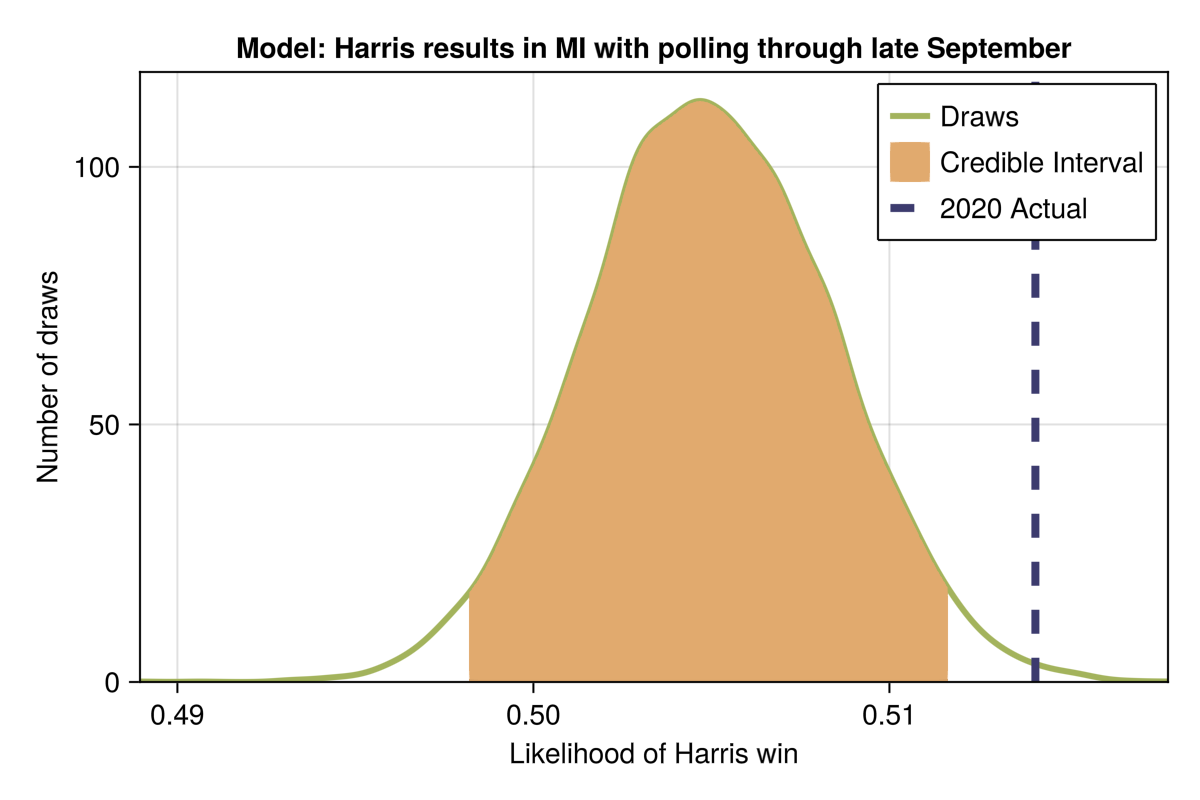 Model: Harris results in MI with polling through late September
Draws
Credible Interval
2020 Actual
Number of draws
100
50
0
0.49
0.50
0.51
Likelihood of Harris win